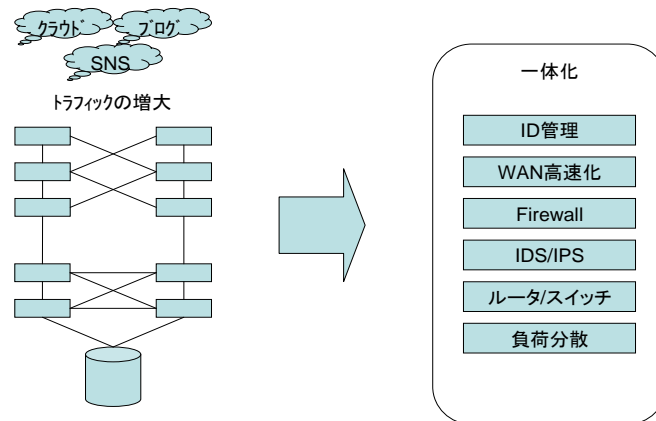 クラウド
ブログ
SNS
トラフィックの増大
一体化
ID管理
WAN高速化
Firewall
IDS/IPS
ルータ/スイッチ
負荷分散